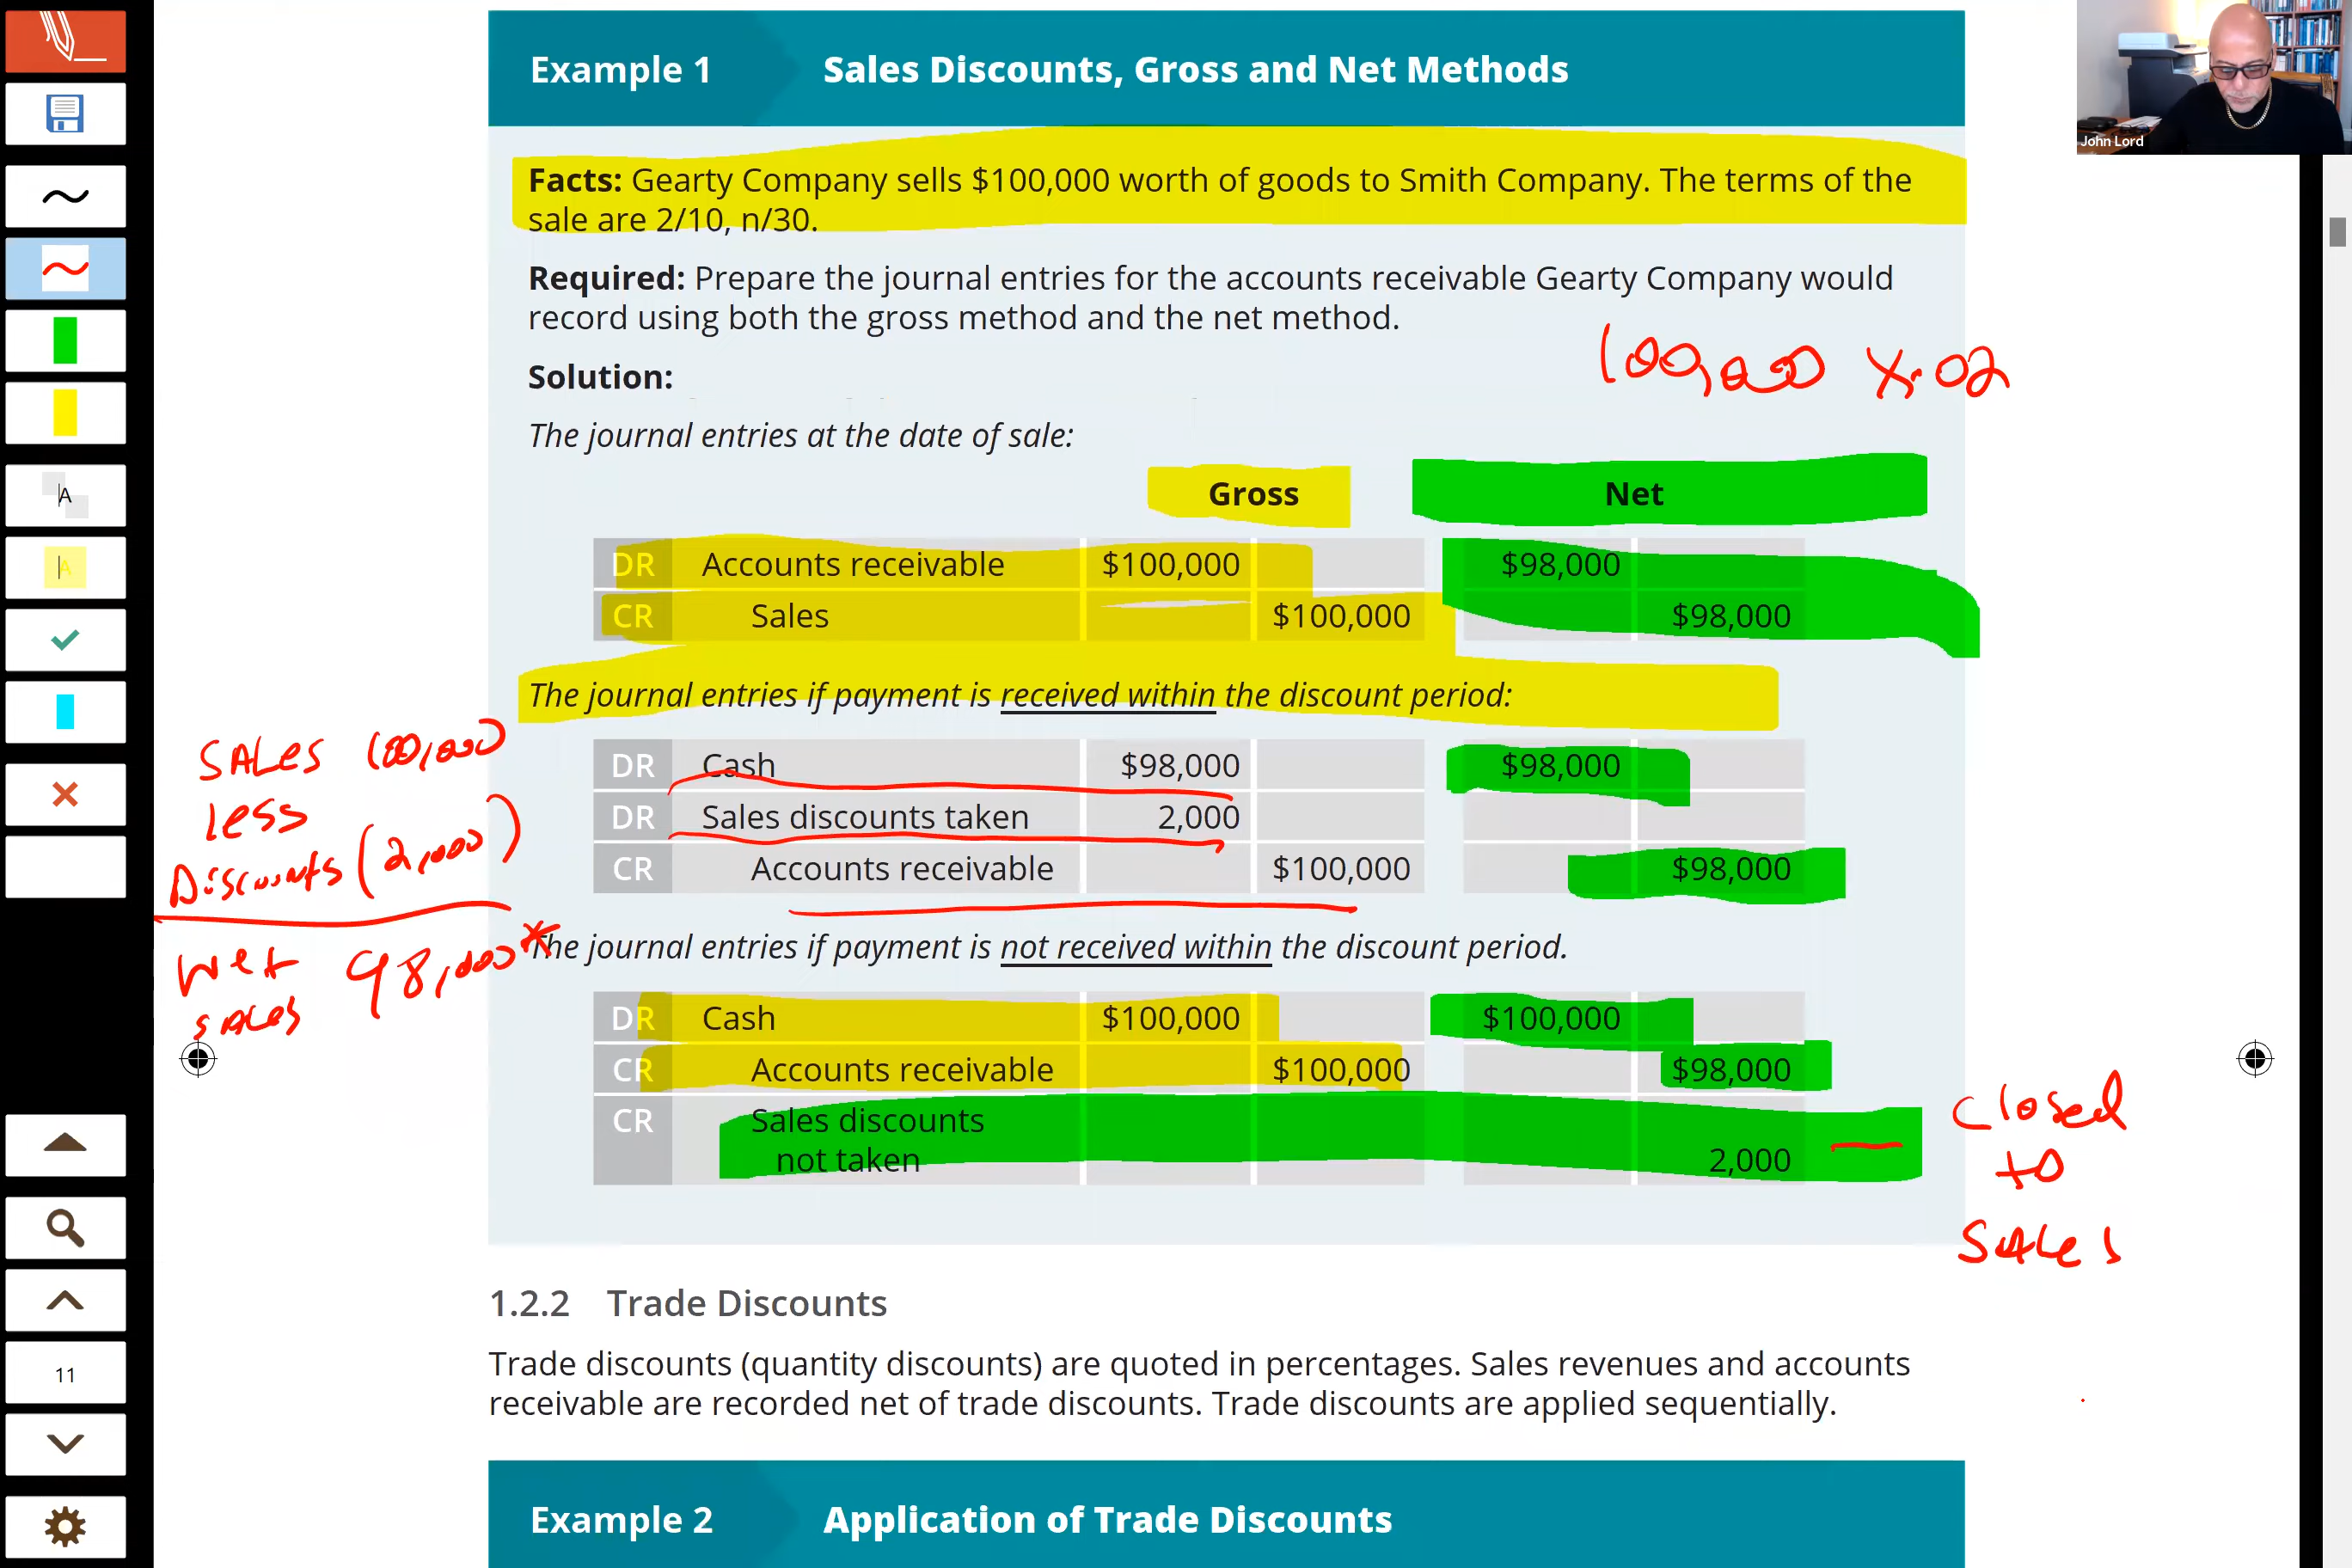 John Lord
Example 1 Sales Discounts, Gross and Net Methods
Facts: Gearty Company sells $100,000 worth of goods to Smith Company. The terms of the
sale are 2/10, n/30.
Required: Prepare the journal entries for the accounts receivable Gearty Company would
record using both the gross method and the net method.
100,000 x .02
Solution:
The journal entries at the date of sale:
Gross Net
DR Accounts receivable $100,000 $98,000
CR Sales $100,000 $98,000
The journal entries if payment is received within the discount period:
DR Cash $98,000 $98,000
DR Sales discounts taken 2,000
CR Accounts receivable $100,000 $98,000
SALES 100,000
less
Discounts (2,000)
Net 98,000*
SALES
The journal entries if payment is not received within the discount period.
DR Cash $100,000 $100,000
CR Accounts receivable $100,000 $98,000
CR Sales discounts
not taken 2,000
Closed
to
SALES
1.2.2 Trade Discounts
Trade discounts (quantity discounts) are quoted in percentages. Sales revenues and accounts
receivable are recorded net of trade discounts. Trade discounts are applied sequentially.
Example 2 Application of Trade Discounts
A
A
11